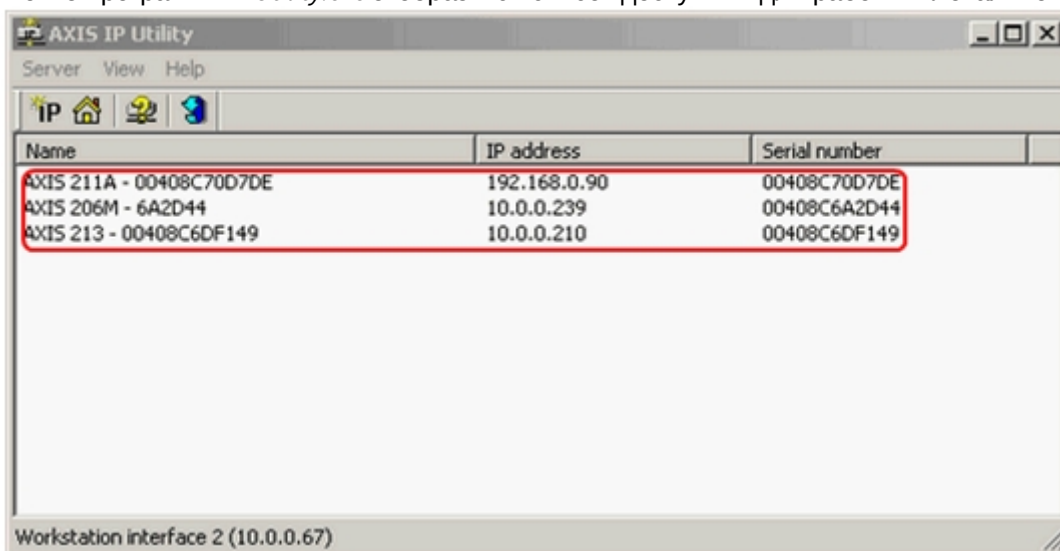 AXIS IP Utility
Server View Help
IP
Name IP address Serial number
AXIS 211A - 00408C70D7DE 192.168.0.90 00408C70D7DE
AXIS 206M - 6A2D44 10.0.0.239 00408C6A2D44
AXIS 213 - 00408C6DF149 10.0.0.210 00408C6DF149
Workstation interface 2 (10.0.0.67)